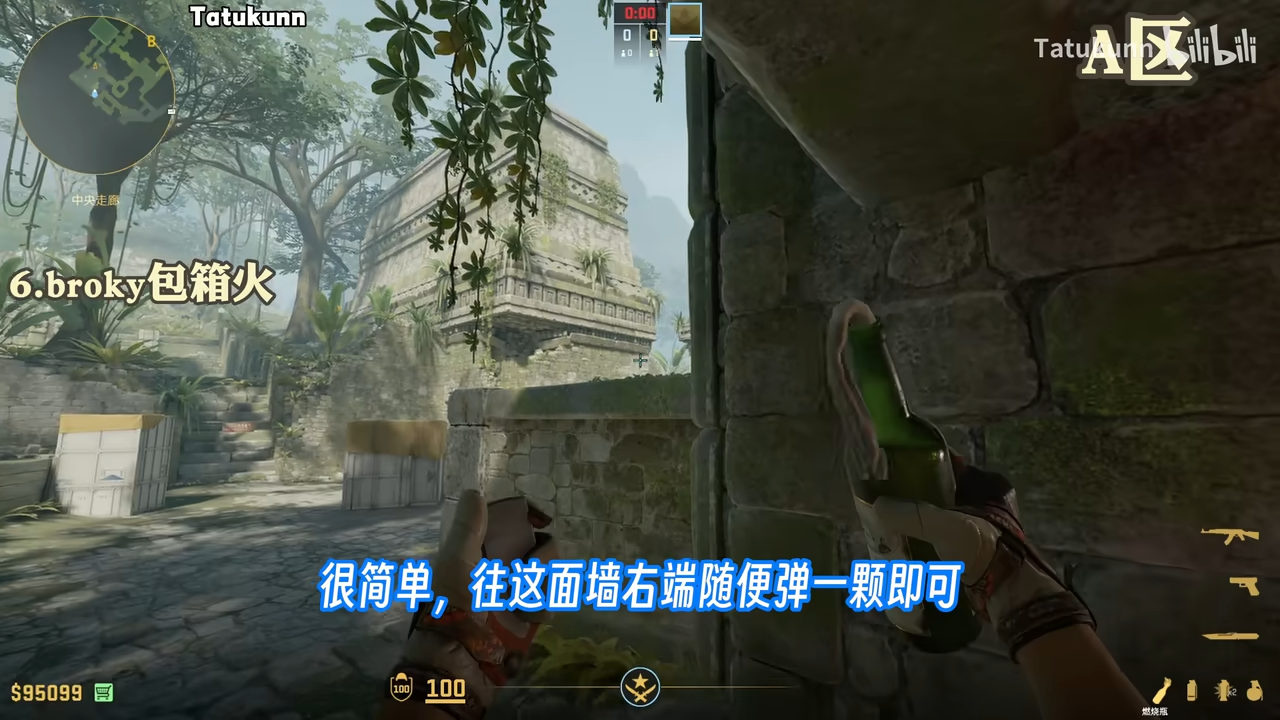 Tatukunn
0:00
0 0
A区
Tatukunn bilibili
B
中央走廊
6.broky包箱火
很简单，往这面墙右端随便弹一颗即可
$95099
100
100
x2
燃烧瓶